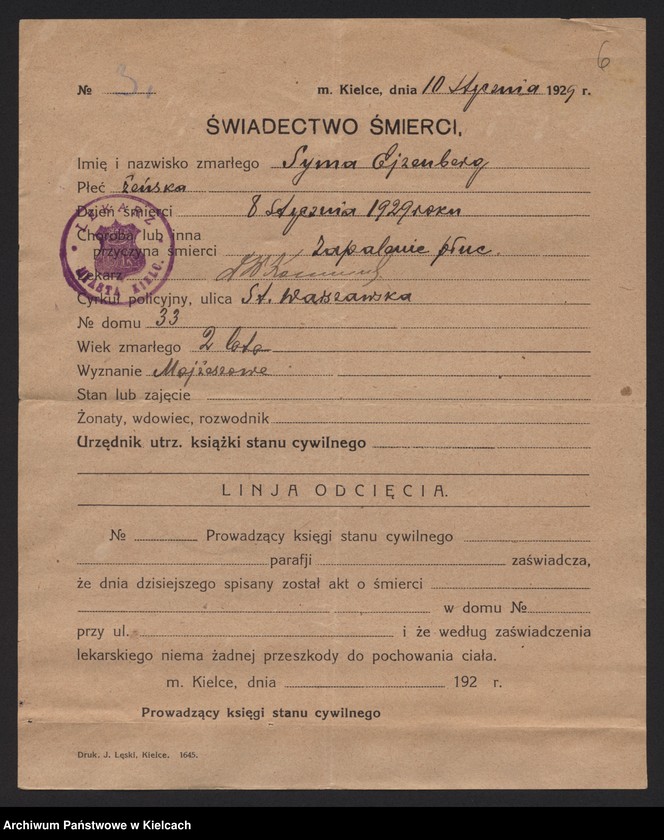 6
№ 3. m. Kielce, dnia 10 Stycznia 1929 r.
ŚWIADECTWO ŚMIERCI.
Imię i nazwisko zmarłego Syma Ejzenberg
Płeć żeńska
Dzień śmierci 8 Stycznia 1929 roku
Choroba lub inna
przyczyna śmierci Zapalenie płuc.
Lekarz
LEKARZ MIASTA KIELC.
Cyrkuł policyjny, ulica St. Warszawska
№ domu 33
Wiek zmarłego 2 lata
Wyznanie Mojżeszowe
Stan lub zajęcie
Żonaty, wdowiec, rozwodnik
Urzędnik utrz. książki stanu cywilnego
LINJA ODCIĘCIA.
№ Prowadzący księgi stanu cywilnego
parafji zaświadcza,
że dnia dzisiejszego spisany został akt o śmierci
w domu №
przy ul. i że według zaświadczenia
lekarskiego niema żadnej przeszkody do pochowania ciała.
m. Kielce, dnia 192 r.
Prowadzący księgi stanu cywilnego
Druk. J. Łęski, Kielce. 1645.
Archiwum Państwowe w Kielcach